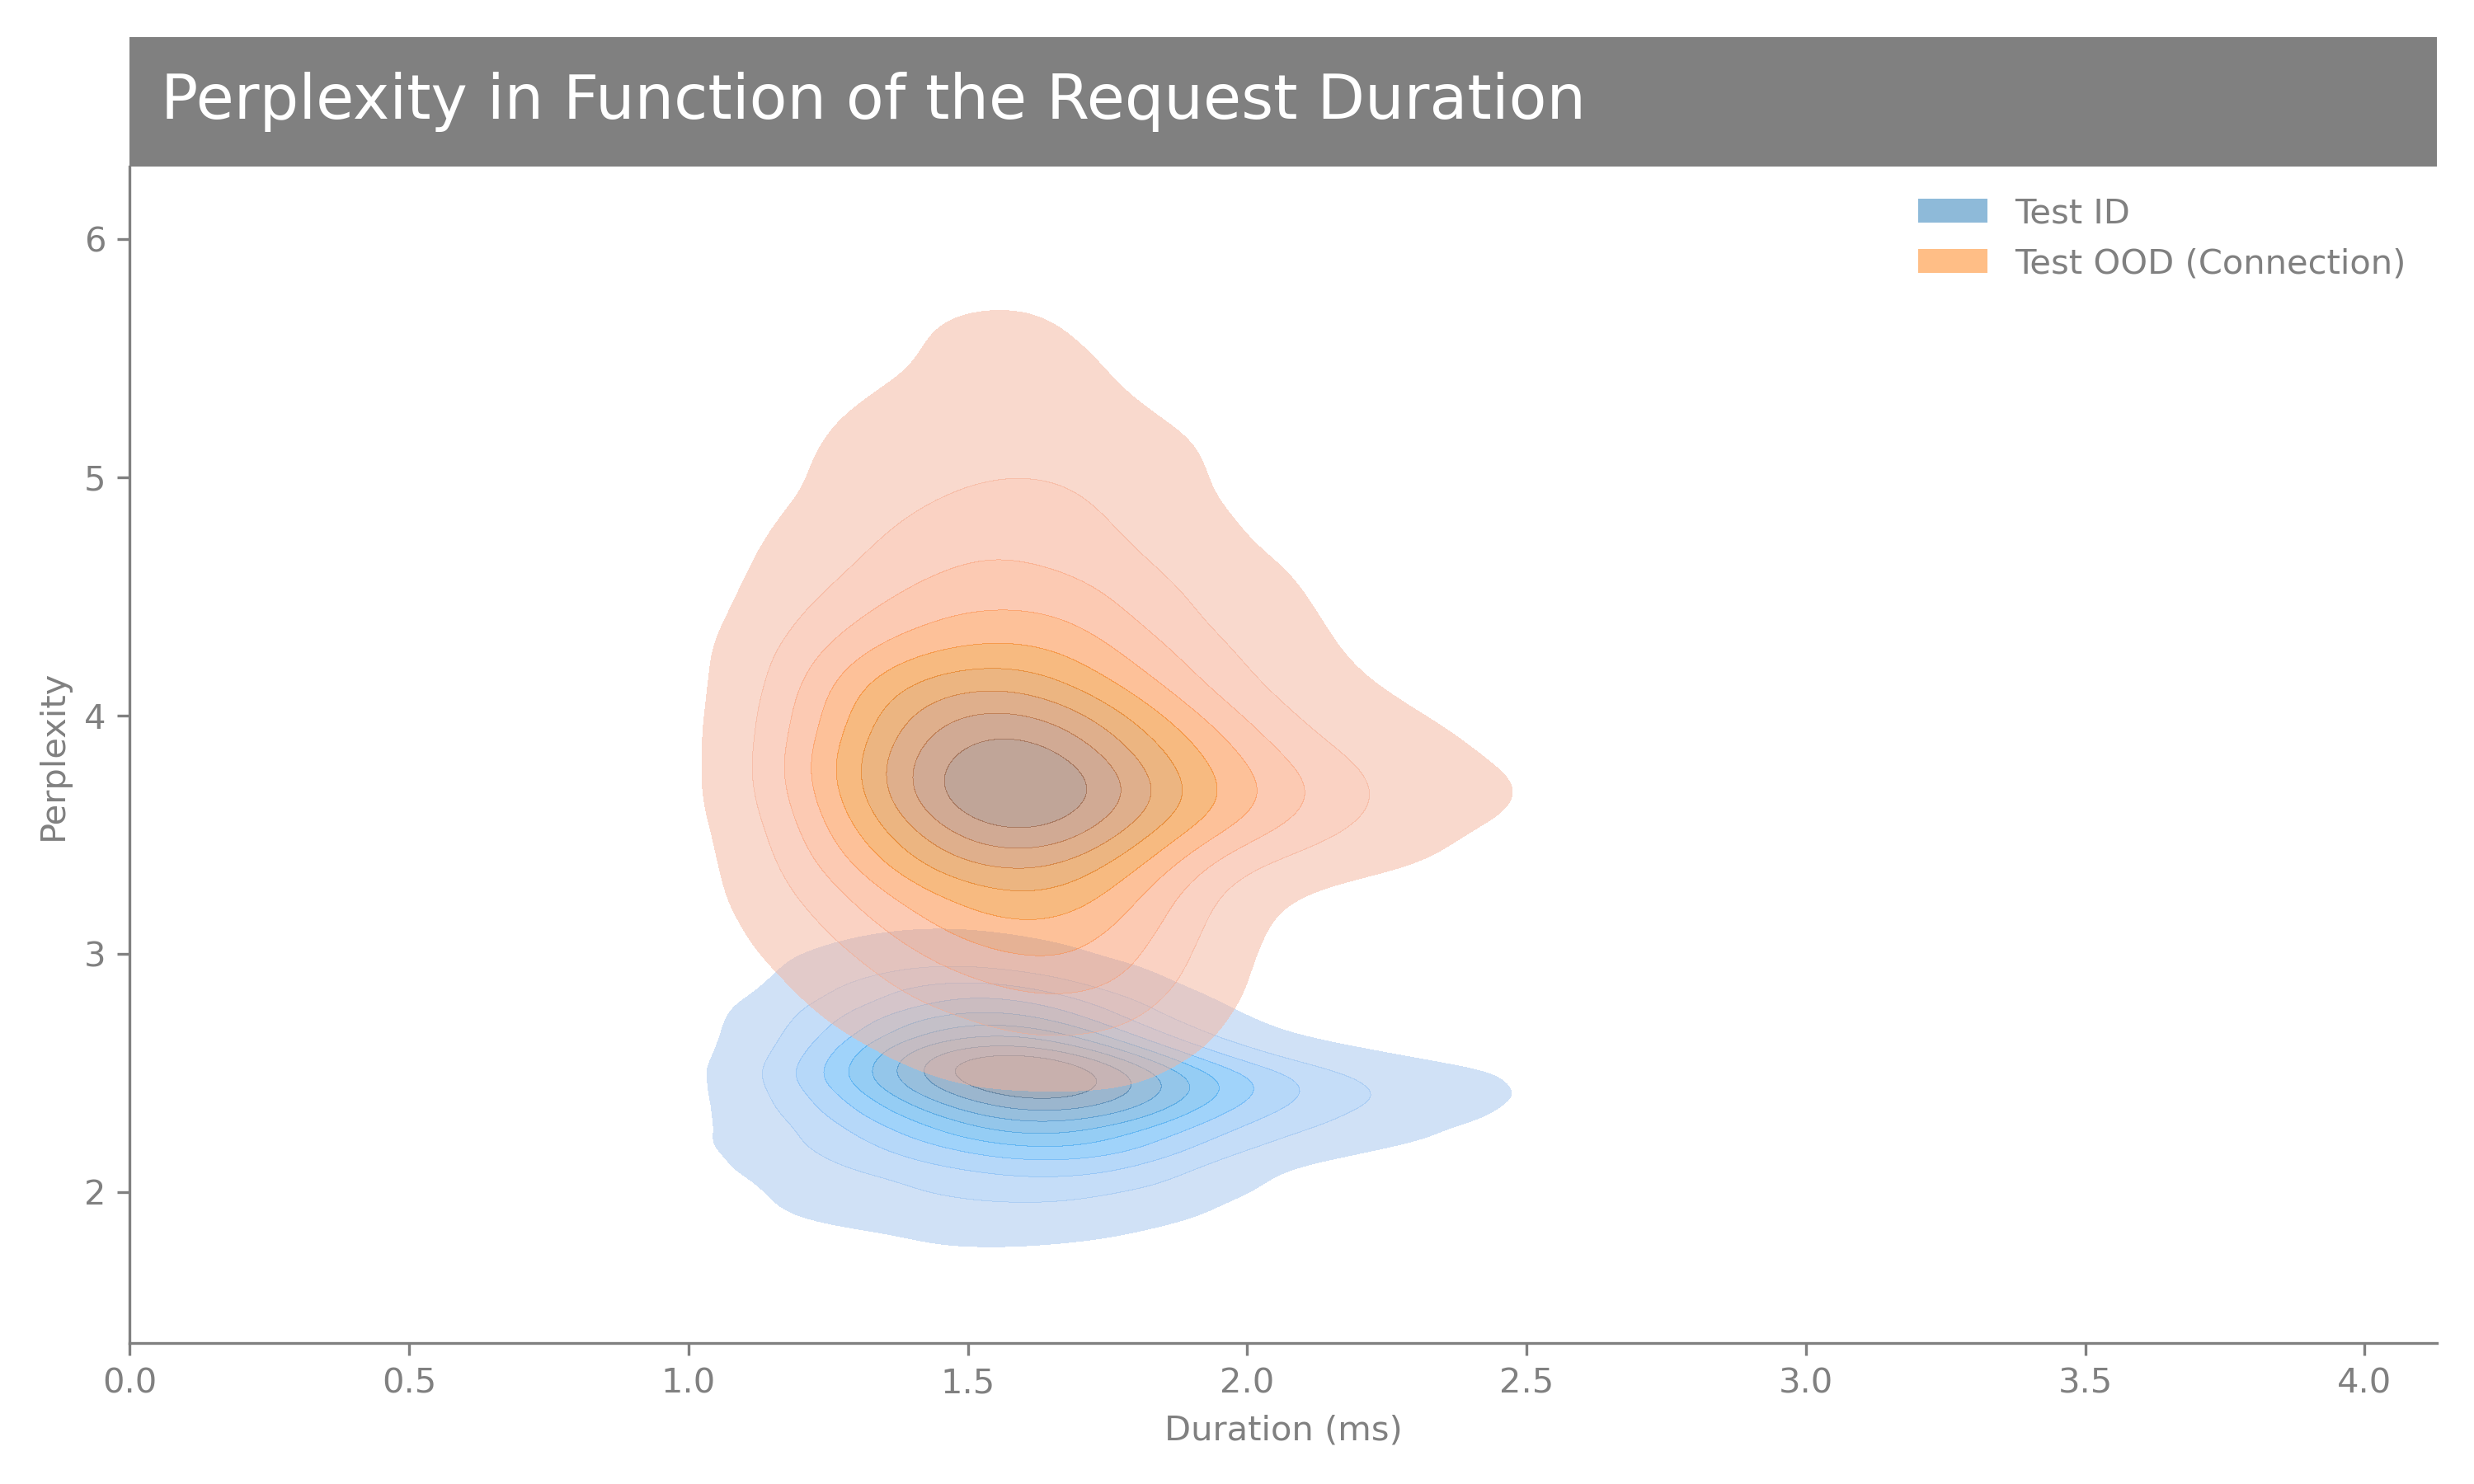 Perplexity in Function of the Request Duration
Test ID
Test OOD (Connection)
6
5
4
3
2
Perplexity
0.0 0.5 1.0 1.5 2.0 2.5 3.0 3.5 4.0
Duration (ms)